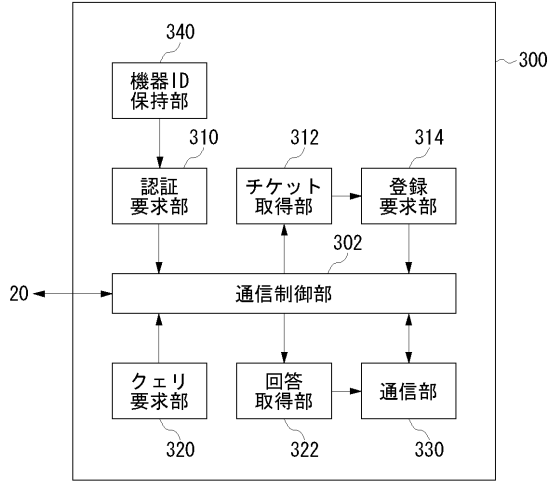 340
300
機器ID
保持部
310
312
314
認証
要求部
チケット
取得部
登録
要求部
302
20
通信制御部
クェリ
要求部
回答
取得部
通信部
320
322
330